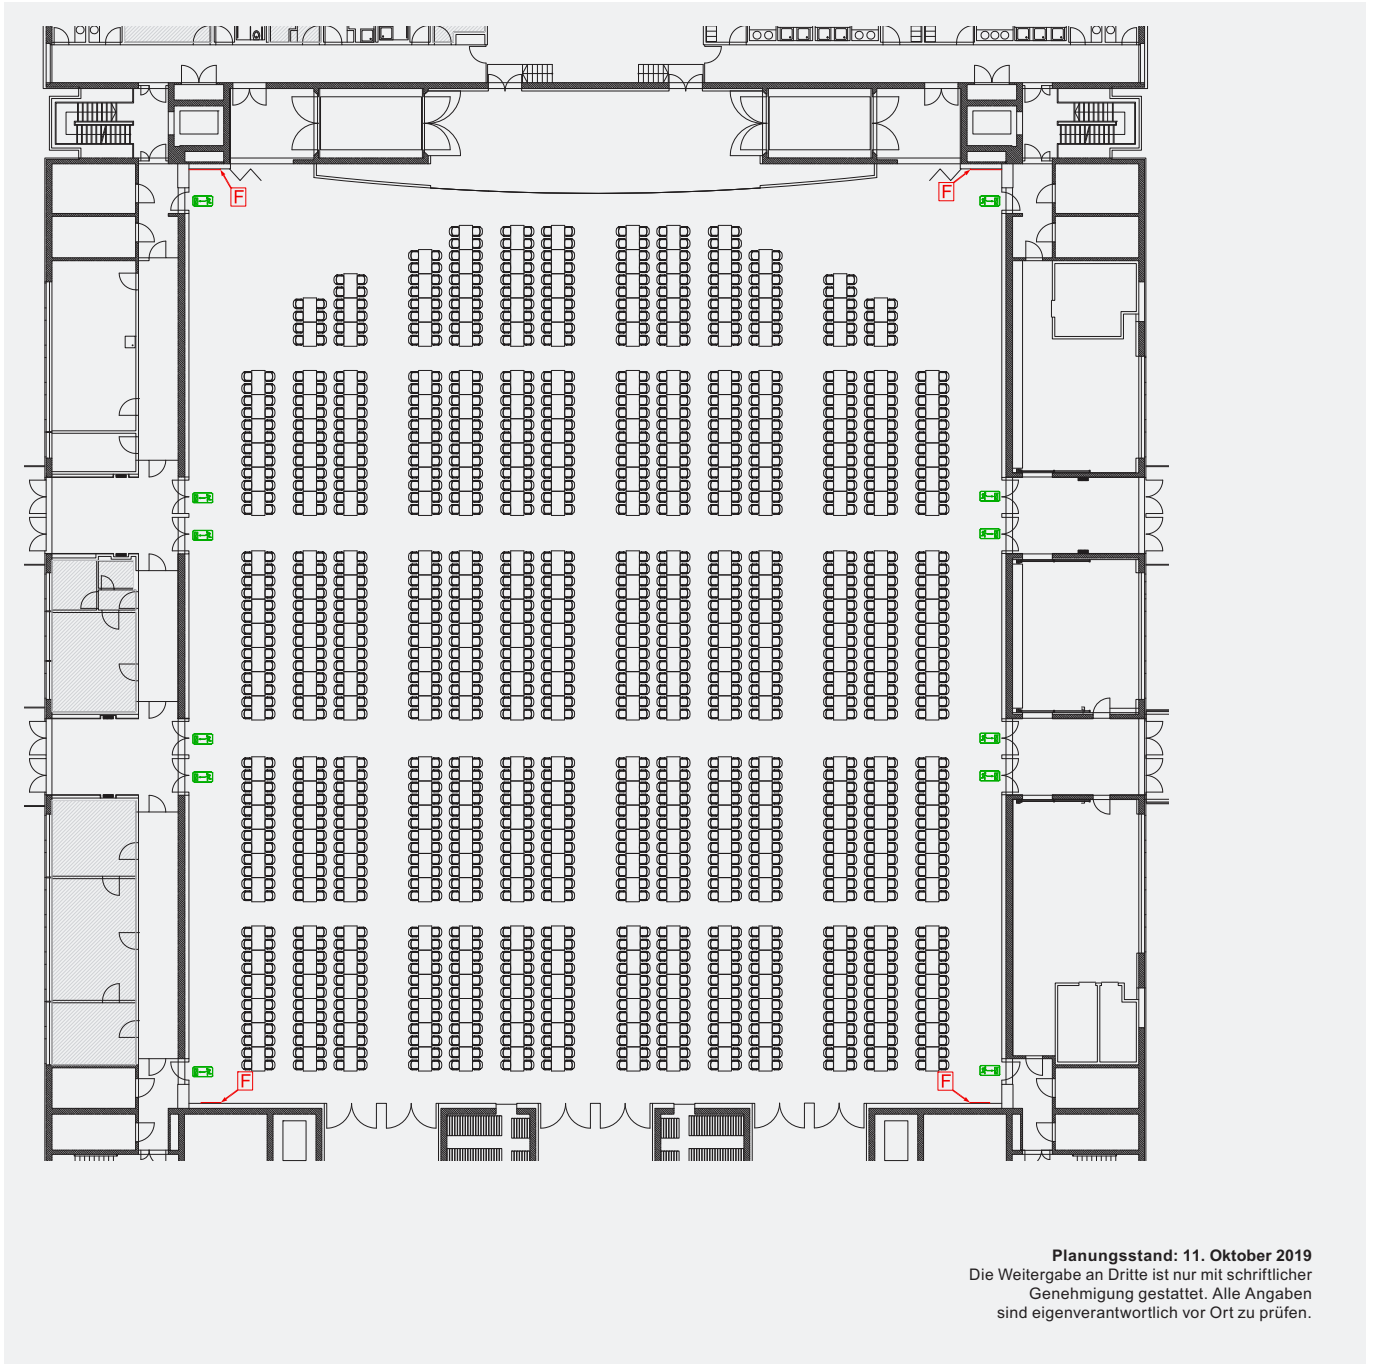 F
F
F
F
Planungsstand: 11. Oktober 2019
Die Weitergabe an Dritte ist nur mit schriftlicher
Genehmigung gestattet. Alle Angaben
sind eigenverantwortlich vor Ort zu prüfen.